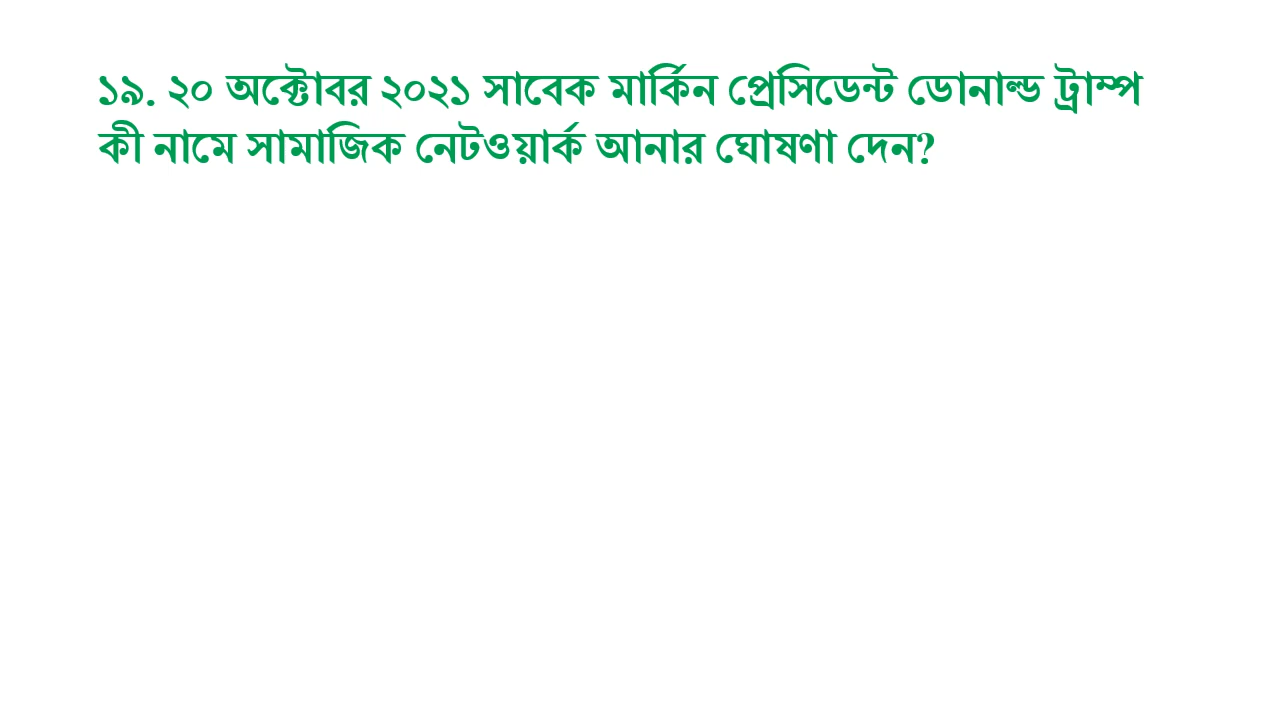 ১৯. ২০ অক্টোবর ২০২১ সাবেক মার্কিন প্রেসিডেন্ট ডোনাল্ড ট্রাম্প
কী নামে সামাজিক নেটওয়ার্ক আনার ঘোষণা দেন?